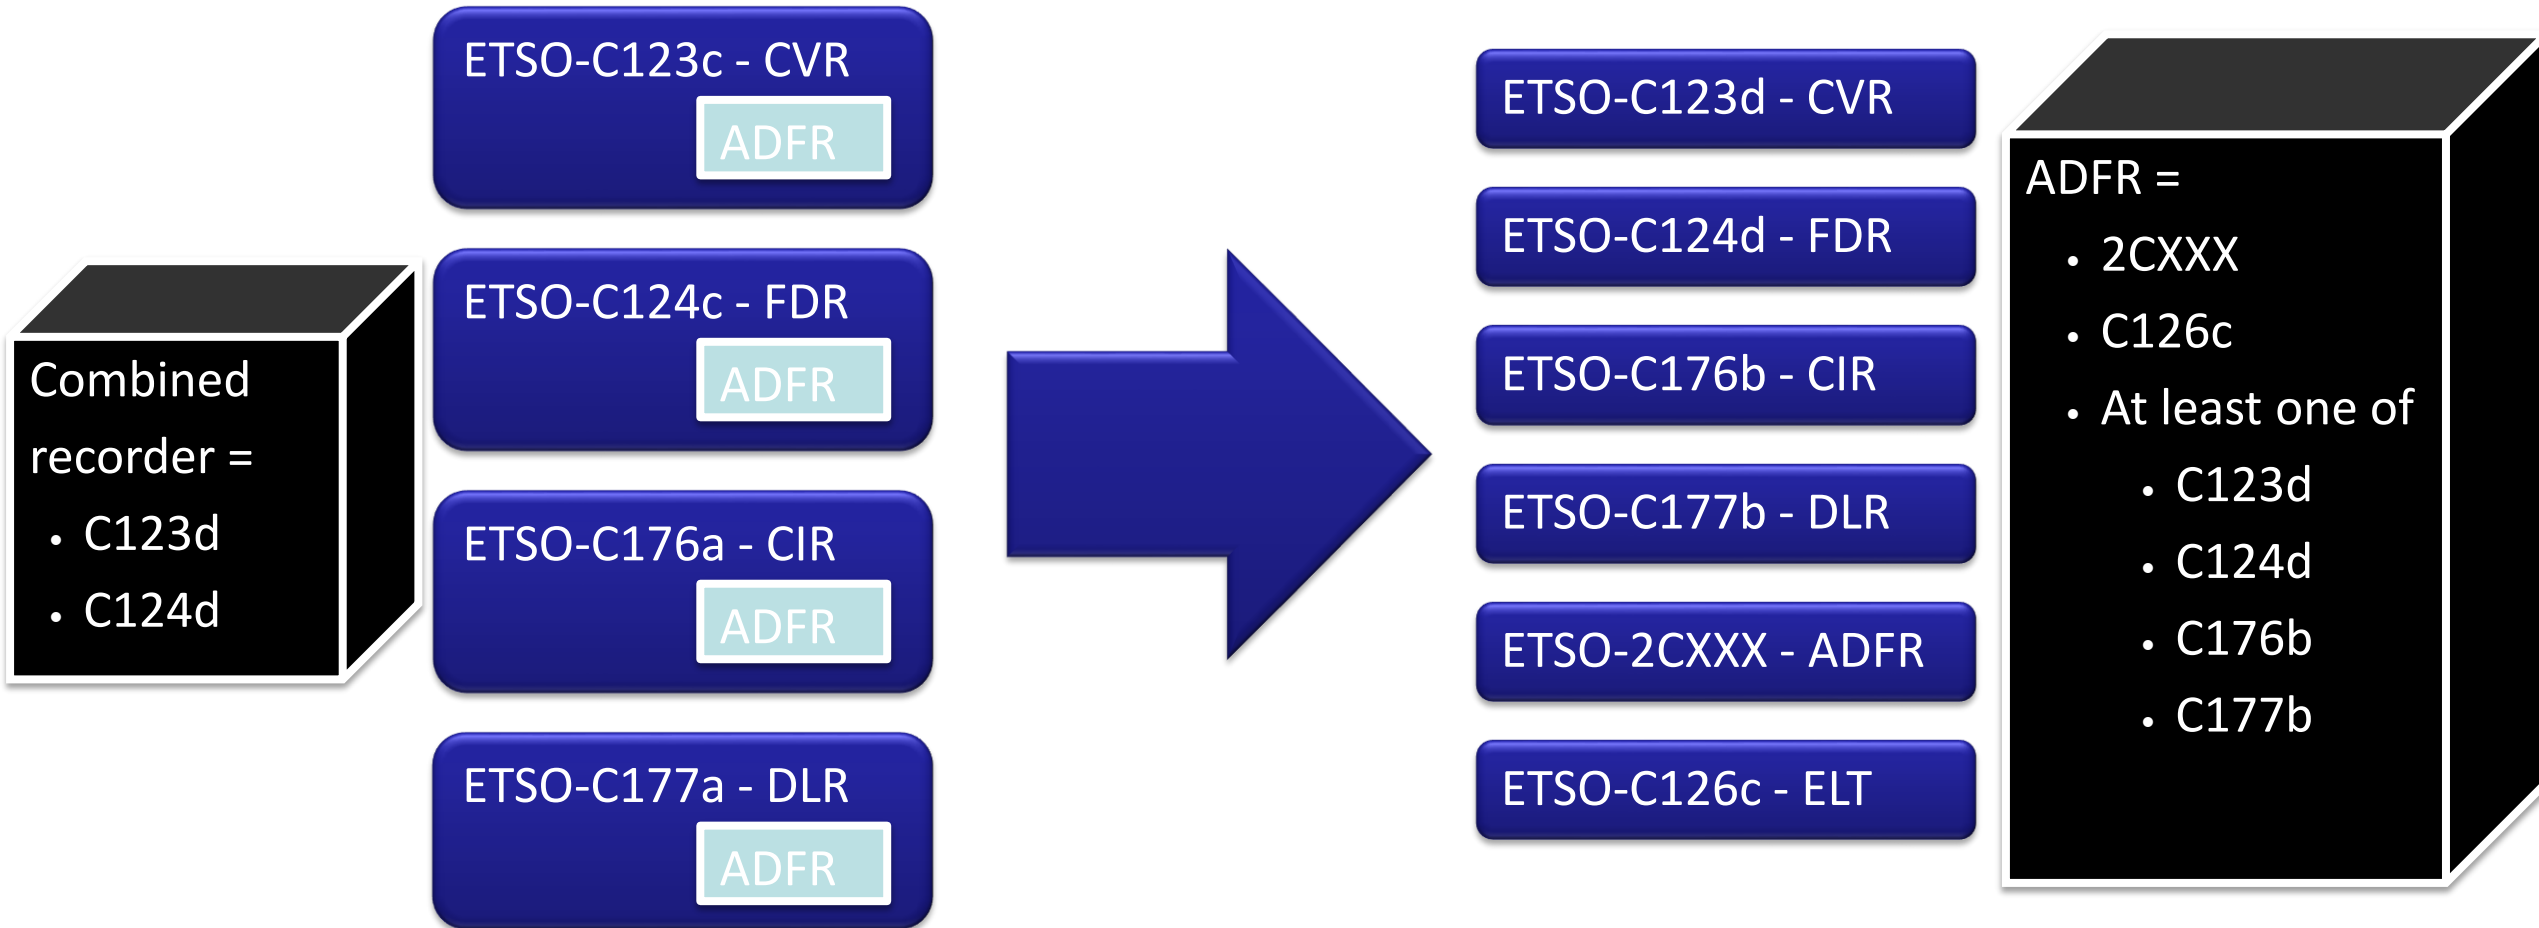 Combined
recorder =
• C123d
• C124d
ETSO-C123c - CVR
ADFR
ETSO-C124c - FDR
ADFR
ETSO-C176a - CIR
ADFR
ETSO-C177a - DLR
ADFR
ETSO-C123d - CVR
ETSO-C124d - FDR
ETSO-C176b - CIR
ETSO-C177b - DLR
ETSO-2CXXX - ADFR
ETSO-C126c - ELT
ADFR =
• 2CXXX
• C126c
• At least one of
• C123d
• C124d
• C176b
• C177b